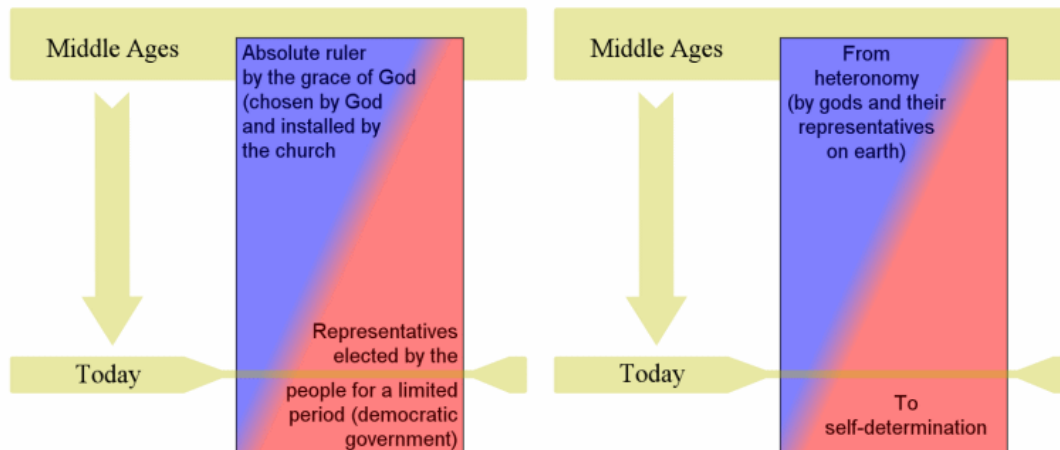 Middle Ages
Absolute ruler
by the grace of God
(chosen by God
and installed by
the church
Representatives
elected by the
Today
people for a limited
period (democratic
government)
Middle Ages
From
heteronomy
(by gods and their
representatives
on earth)
Today
To
self-determination